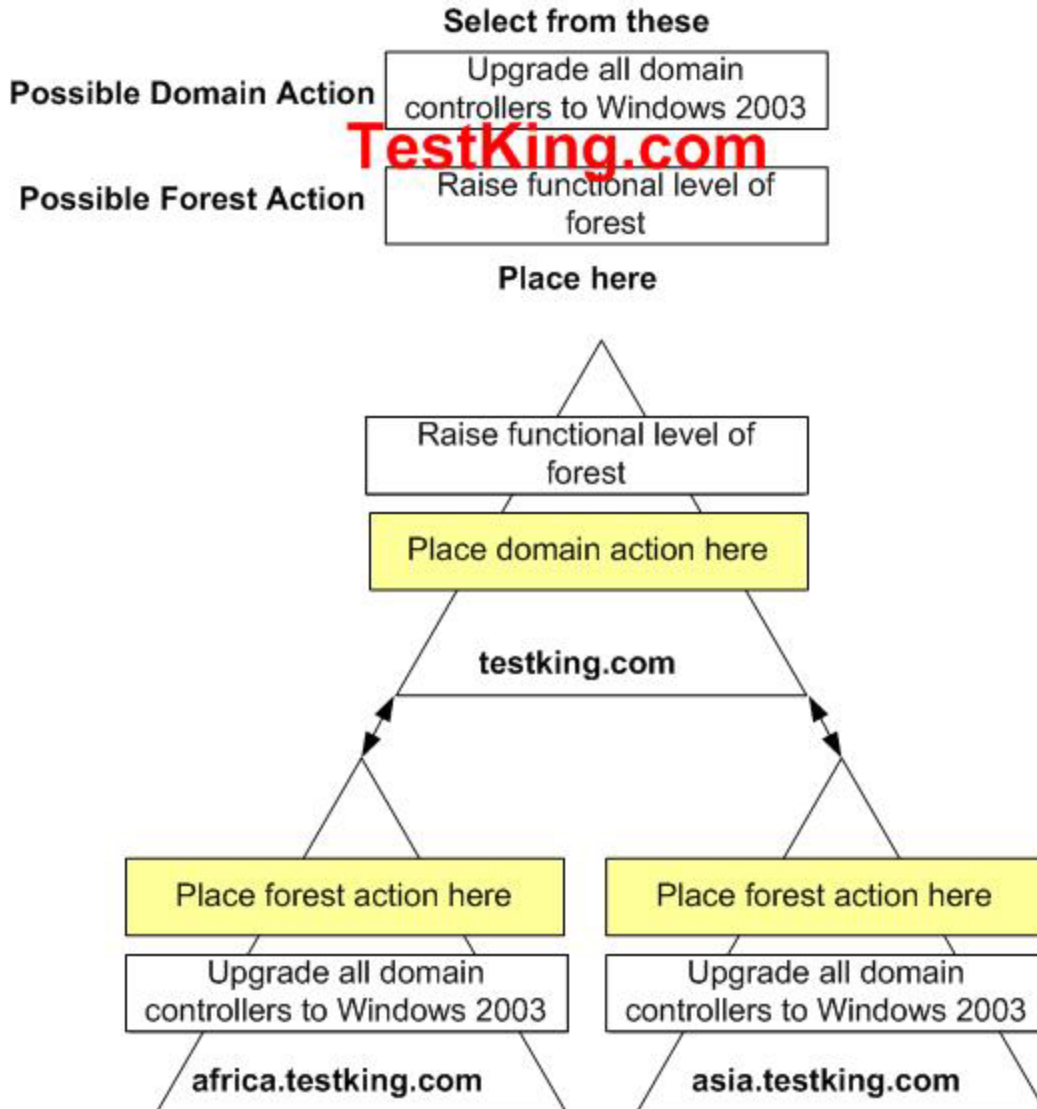 Select from these
Possible Domain Action
Upgrade all domain
controllers to Windows 2003
TestKing.com
Possible Forest Action
Raise functional level of
forest
Place here
Raise functional level of
forest
Place domain action here
testking.com
Place forest action here
Place forest action here
Upgrade all domain
controllers to Windows 2003
Upgrade all domain
controllers to Windows 2003
africa.testking.com
asia.testking.com